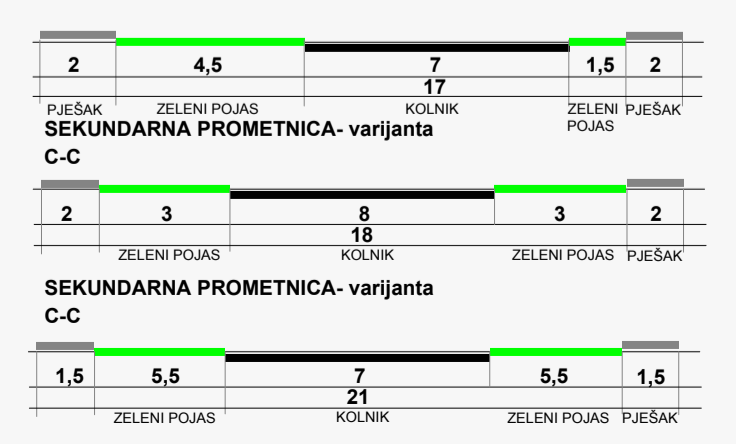 2 4,5 7 1,5 2
17
PJEŠAK ZELENI POJAS KOLNIK ZELENI POJAS PJEŠAK
SEKUNDARNA PROMETNICA- varijanta
C-C
2 3 8 3 2
18
ZELENI POJAS KOLNIK ZELENI POJAS PJEŠAK
SEKUNDARNA PROMETNICA- varijanta
C-C
1,5 5,5 7 5,5 1,5
21
ZELENI POJAS KOLNIK ZELENI POJAS PJEŠAK